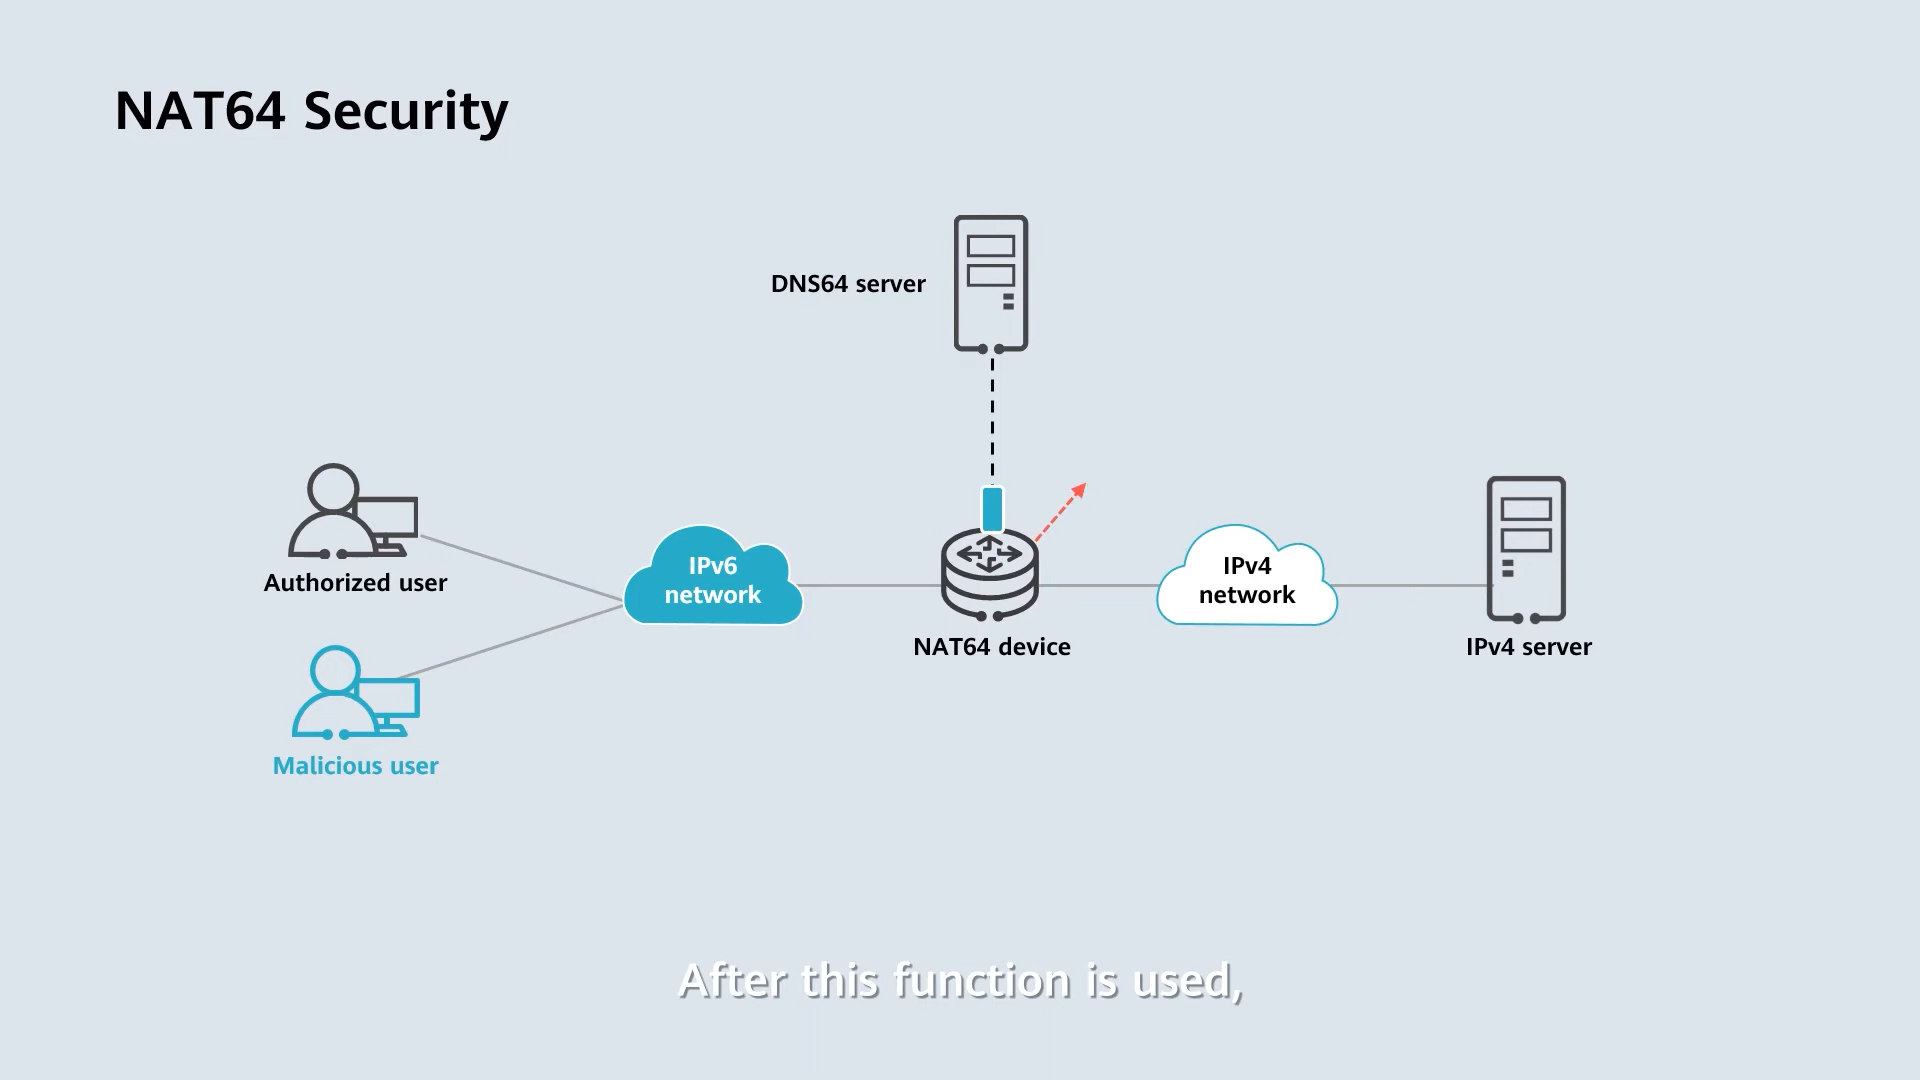 NAT64 Security
DNS64 server
Authorized user
IPv6
network
IPv4
network
NAT64 device
IPv4 server
Malicious user
After this function is used,